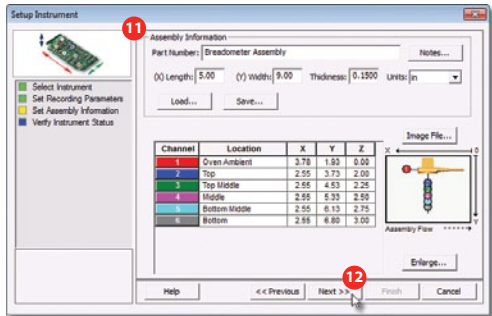 Setup Instrument
11
Assembly Information
Part Number: Breadometer Assembly Notes...
(X) Length: 5.00 (Y) Width: 9.00 Thickness: 0.1500 Units: in
Load... Save...
Select Instrument
Set Recording Parameters
Set Assembly Information
Verify Instrument Status
Image File...
Channel Location X Y Z
1 Oven Ambient 3.78 1.93 0.00
2 Top 2.55 3.73 2.00
3 Top Middle 2.55 4.53 2.25
4 Middle 2.55 5.33 2.50
5 Bottom Middle 2.55 6.13 2.75
6 Bottom 2.55 6.80 3.00
X 0
Y
Assembly Flow
Enlarge...
12
Help << Previous Next >> Finish Cancel